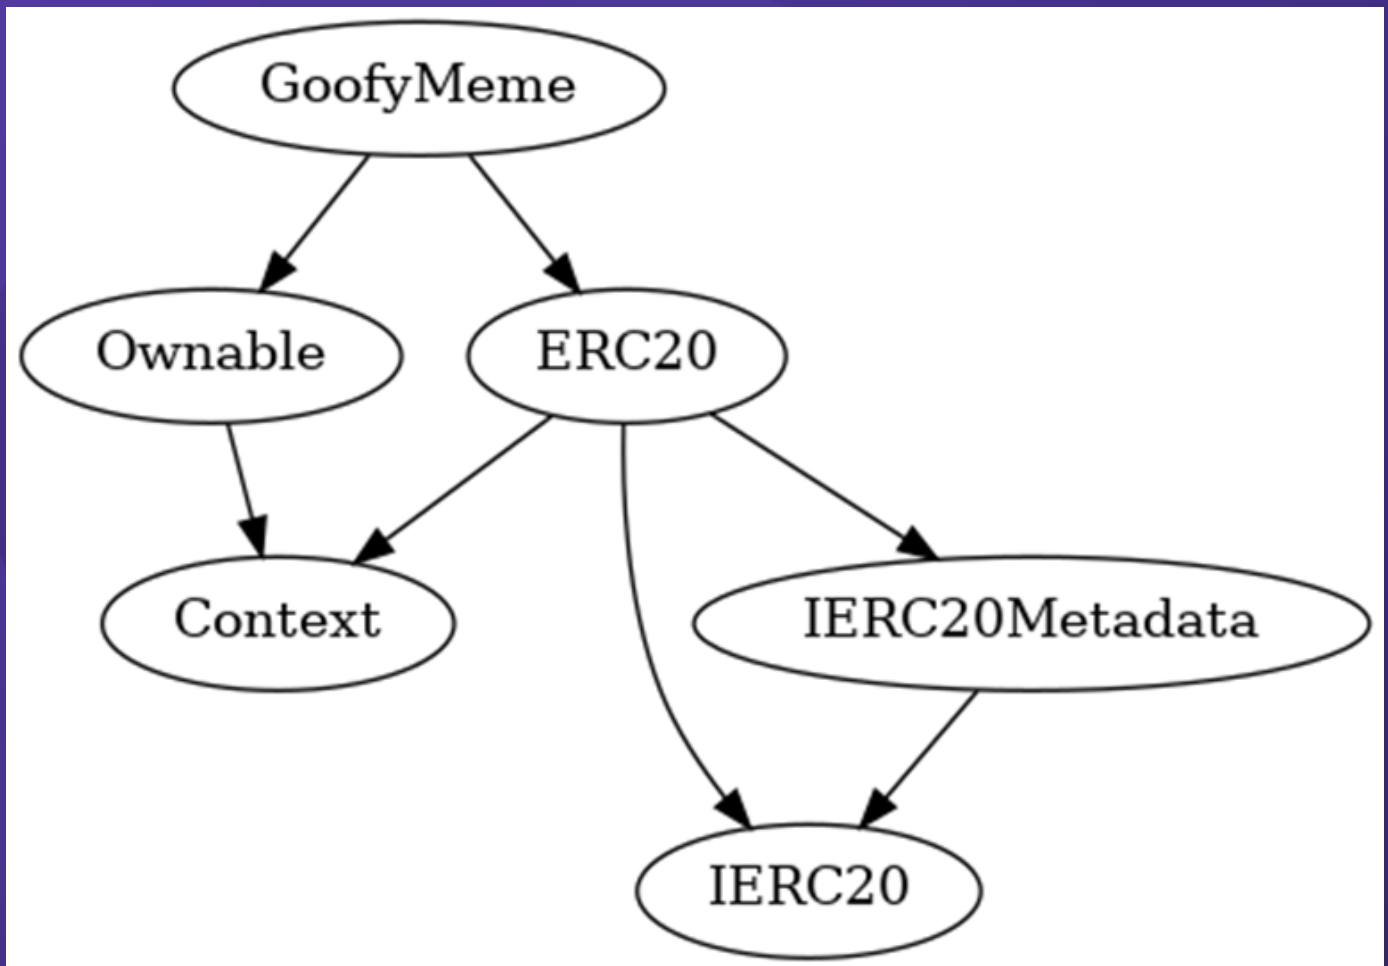 GoofyMeme
Ownable
ERC20
Context
IERC20Metadata
IERC20